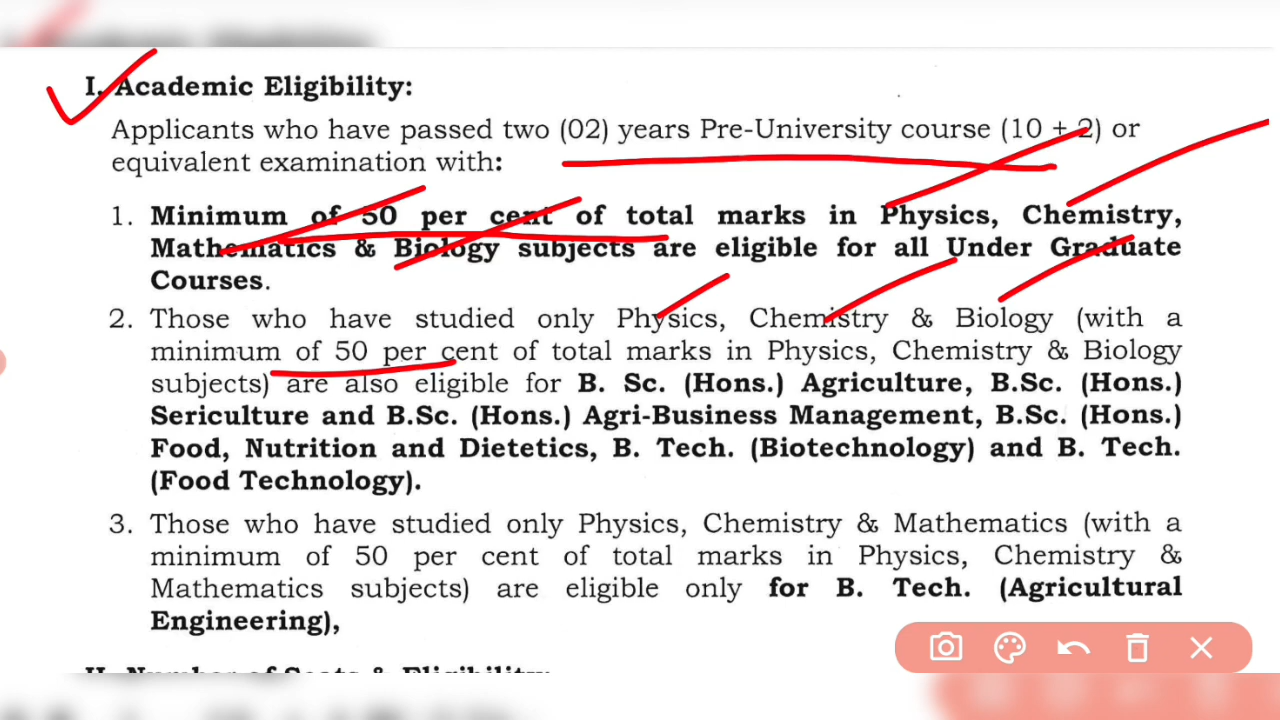 I. Academic Eligibility:
Applicants who have passed two (02) years Pre-University course (10 + 2) or
equivalent examination with:
1. Minimum of 50 per cent of total marks in Physics, Chemistry,
Mathematics & Biology subjects are eligible for all Under Graduate
Courses.
2. Those who have studied only Physics, Chemistry & Biology (with a
minimum of 50 per cent of total marks in Physics, Chemistry & Biology
subjects) are also eligible for B. Sc. (Hons.) Agriculture, B.Sc. (Hons.)
Sericulture and B.Sc. (Hons.) Agri-Business Management, B.Sc. (Hons.)
Food, Nutrition and Dietetics, B. Tech. (Biotechnology) and B. Tech.
(Food Technology).
3. Those who have studied only Physics, Chemistry & Mathematics (with a
minimum of 50 per cent of total marks in Physics, Chemistry &
Mathematics subjects) are eligible only for B. Tech. (Agricultural
Engineering),
II. Number of Seats & Eligibility: